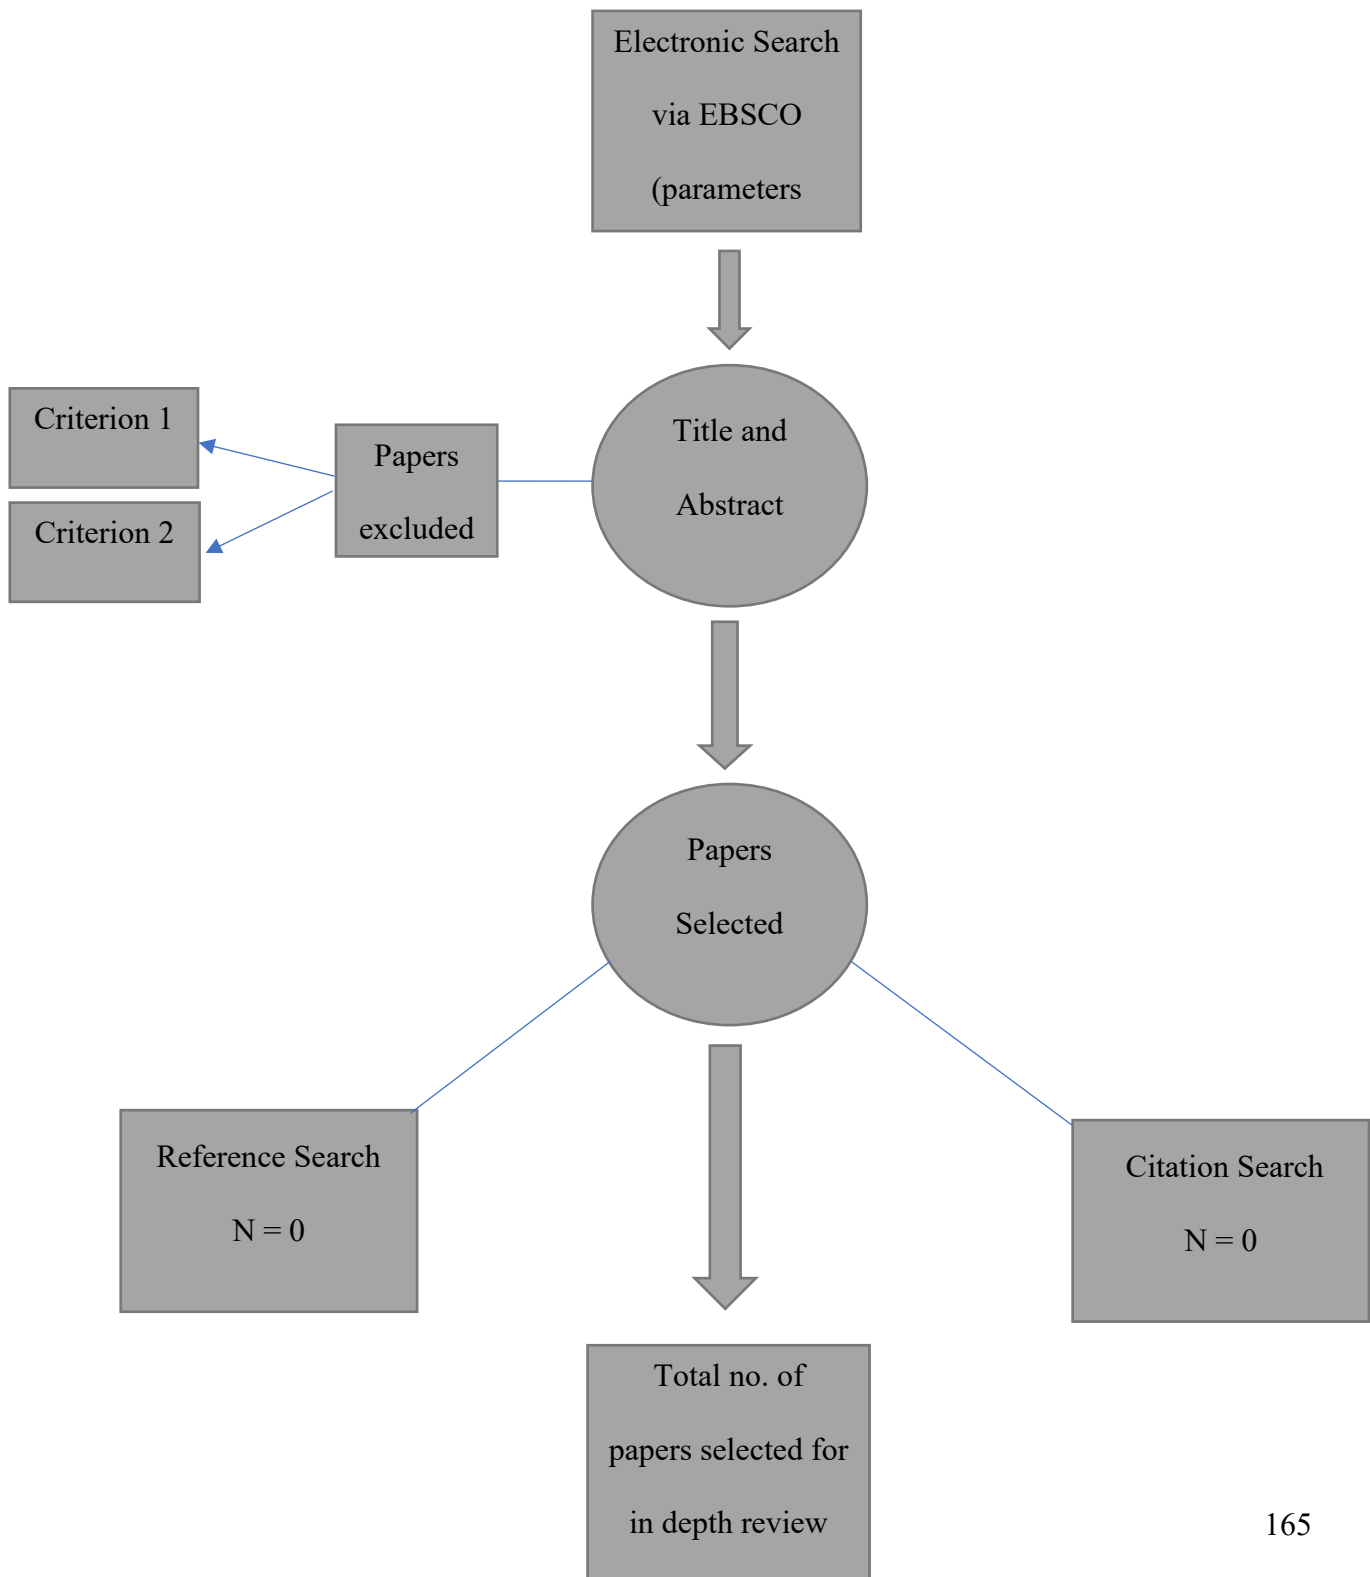 Electronic Search
via EBSCO
(parameters
Title and
Abstract
Papers
excluded
Criterion 1
Criterion 2
Papers
Selected
Reference Search
N = 0
Citation Search
N = 0
Total no. of
papers selected for
in depth review
165